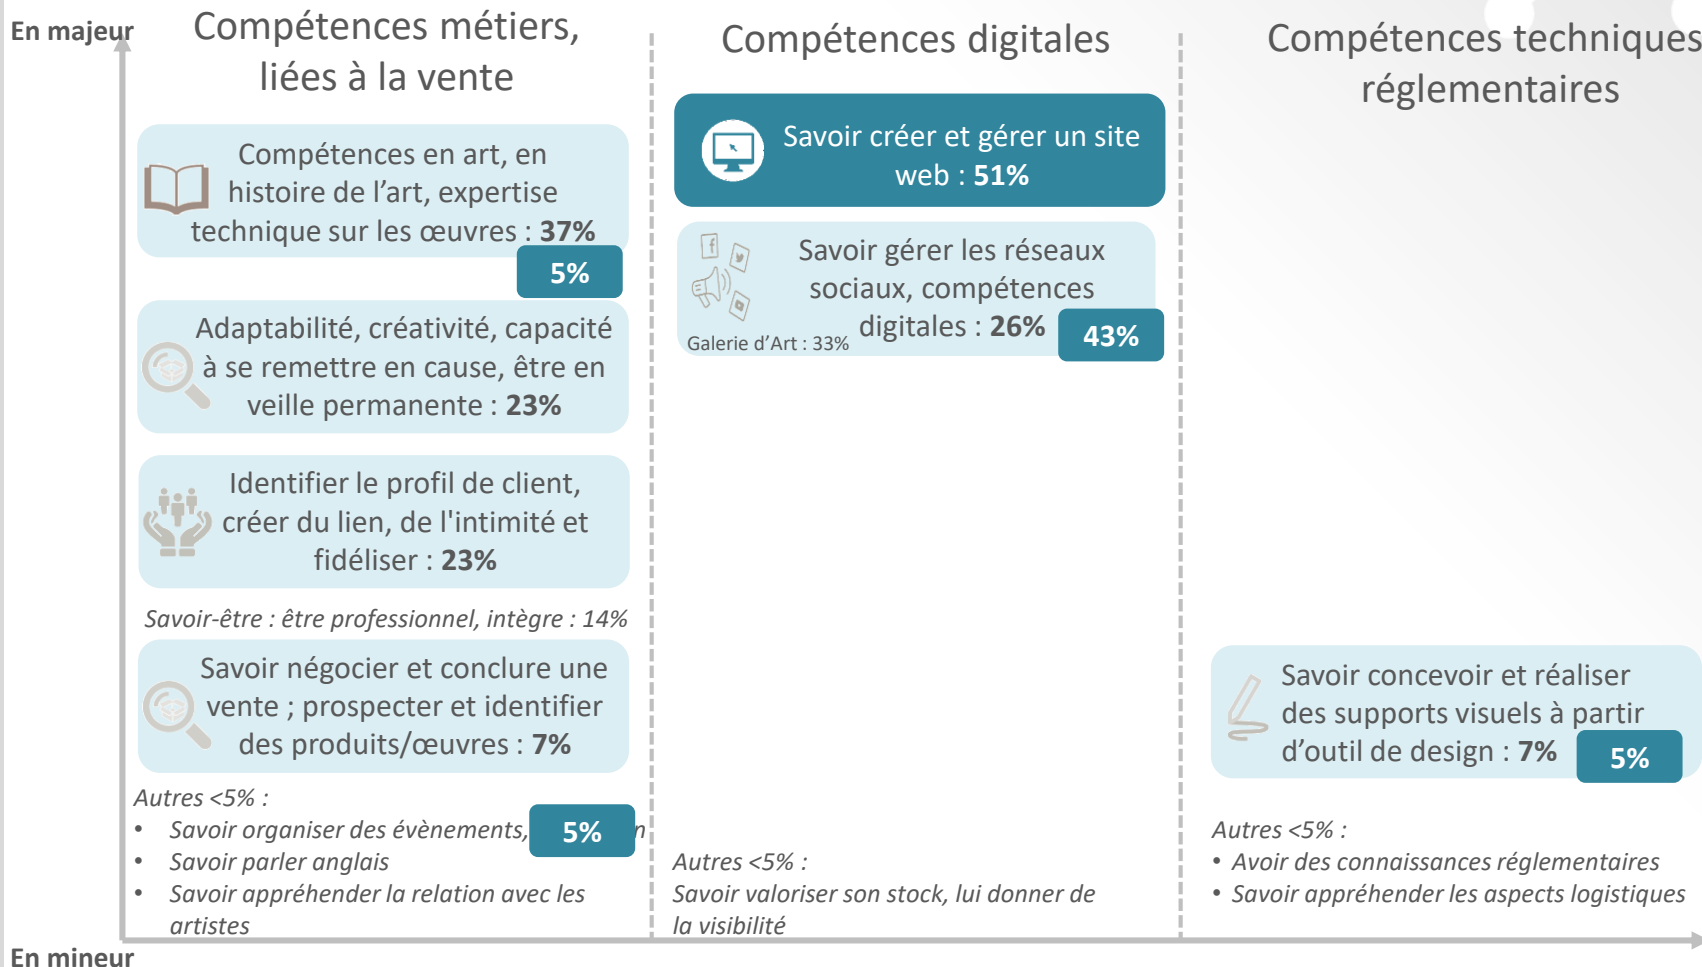 En majeur
Compétences métiers,
liées à la vente
Compétences en art, en
histoire de l’art, expertise
technique sur les œuvres : 37%
5%
Adaptabilité, créativité, capacité
à se remettre en cause, être en
veille permanente : 23%
Identifier le profil de client,
créer du lien, de l'intimité et
fidéliser : 23%
Savoir-être : être professionnel, intègre : 14%
Savoir négocier et conclure une
vente ; prospecter et identifier
des produits/œuvres : 7%
Autres <5% :
• Savoir organiser des évènements,
5%
• Savoir parler anglais
• Savoir appréhender la relation avec les
artistes
En mineur
Compétences digitales
Savoir créer et gérer un site
web : 51%
Savoir gérer les réseaux
sociaux, compétences
digitales : 26%
Galerie d’Art : 33%
43%
Autres <5% :
Savoir valoriser son stock, lui donner de
la visibilité
Compétences techniques
réglementaires
Savoir concevoir et réaliser
des supports visuels à partir
d’outil de design : 7%
5%
Autres <5% :
• Avoir des connaissances réglementaires
• Savoir appréhender les aspects logistiques